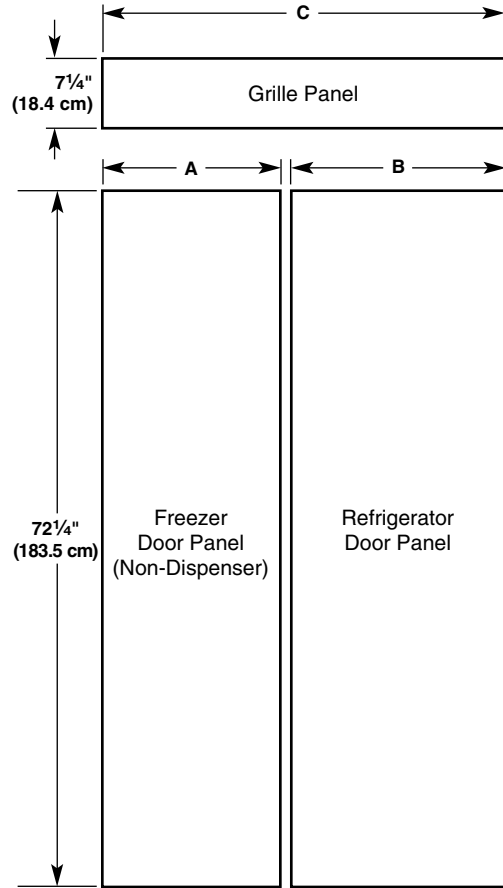 C
7¼"
(18.4 cm)
Grille Panel
A
B
72¼"
(183.5 cm)
Freezer
Door Panel
(Non-Dispenser)
Refrigerator
Door Panel